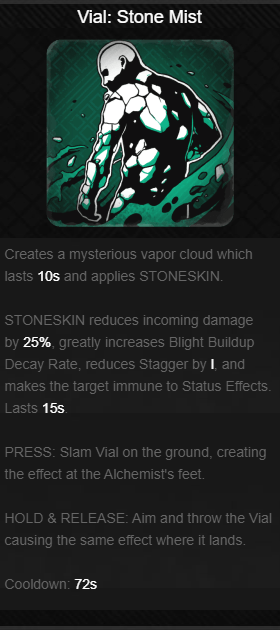 Vial: Stone Mist
Creates a mysterious vapor cloud which
lasts 10s and applies STONESKIN.
STONESKIN reduces incoming damage
by 25%, greatly increases Blight Buildup
Decay Rate, reduces Stagger by I, and
makes the target immune to Status Effects.
Lasts 15s.
PRESS: Slam Vial on the ground, creating
the effect at the Alchemist's feet.
HOLD & RELEASE: Aim and throw the Vial
causing the same effect where it lands.
Cooldown: 72s